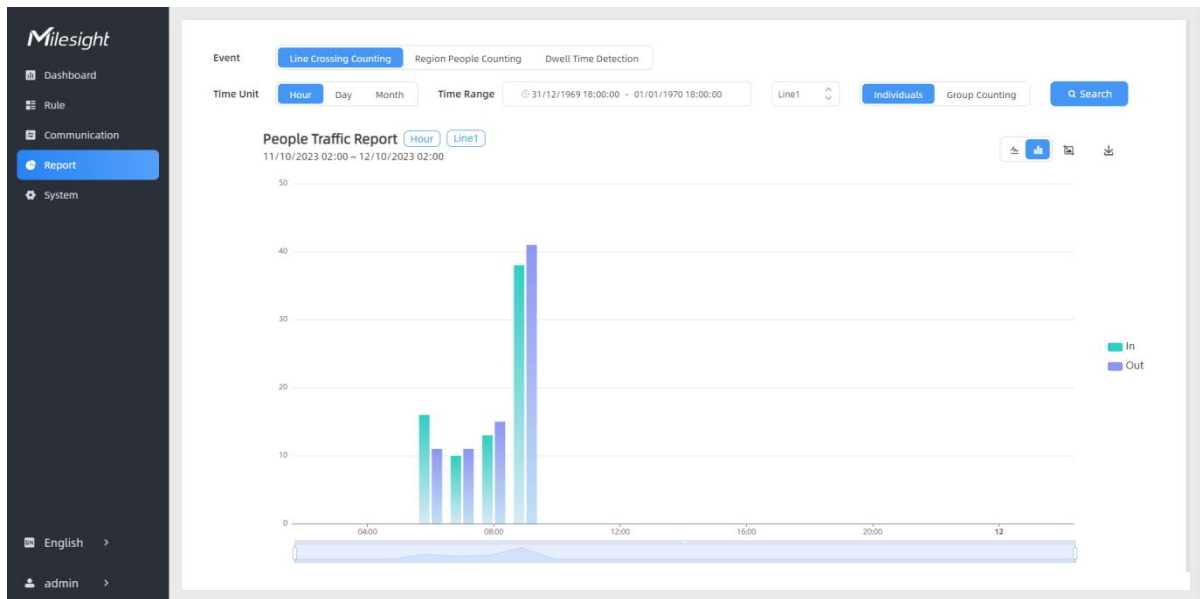 Milesight
Dashboard
Rule
Communication
Report
System
EN English >
admin >
Event Line Crossing Counting Region People Counting Dwell Time Detection
Time Unit Hour Day Month Time Range 31/12/1969 18:00:00 - 01/01/1970 18:00:00 Line1 Individuals Group Counting Search
People Traffic Report Hour Line1
11/10/2023 02:00 ~ 12/10/2023 02:00
50
40
30
20
10
0
04:00 08:00 12:00 16:00 20:00 12
In
Out